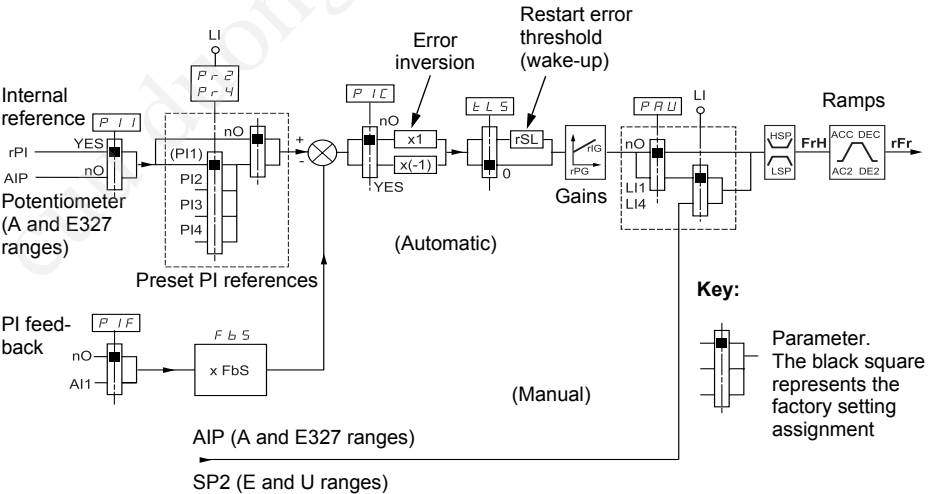 Restart error
threshold
(wake-up)
Error
inversion
LI
Pr2
Pr4
PIC
tLS
PAU
LI
Ramps
Internal
reference
PII
nO
nO
x1
rSL
nO
HSP
ACC DEC
YES
rPI
(PI1)
+
-
x(-1)
rIG
rPG
FrH
rFr
AIP
nO
PI2
YES
0
LI1
LSP
AC2 DE2
Potentiometer
(A and E327
ranges)
PI3
PI4
Gains
LI4
(Automatic)
Preset PI references
Key:
PI feed-
back
PIF
FbS
nO
x FbS
AI1
Parameter.
The black square
represents the
factory setting
assignment
(Manual)
AIP (A and E327 ranges)
SP2 (E and U ranges)